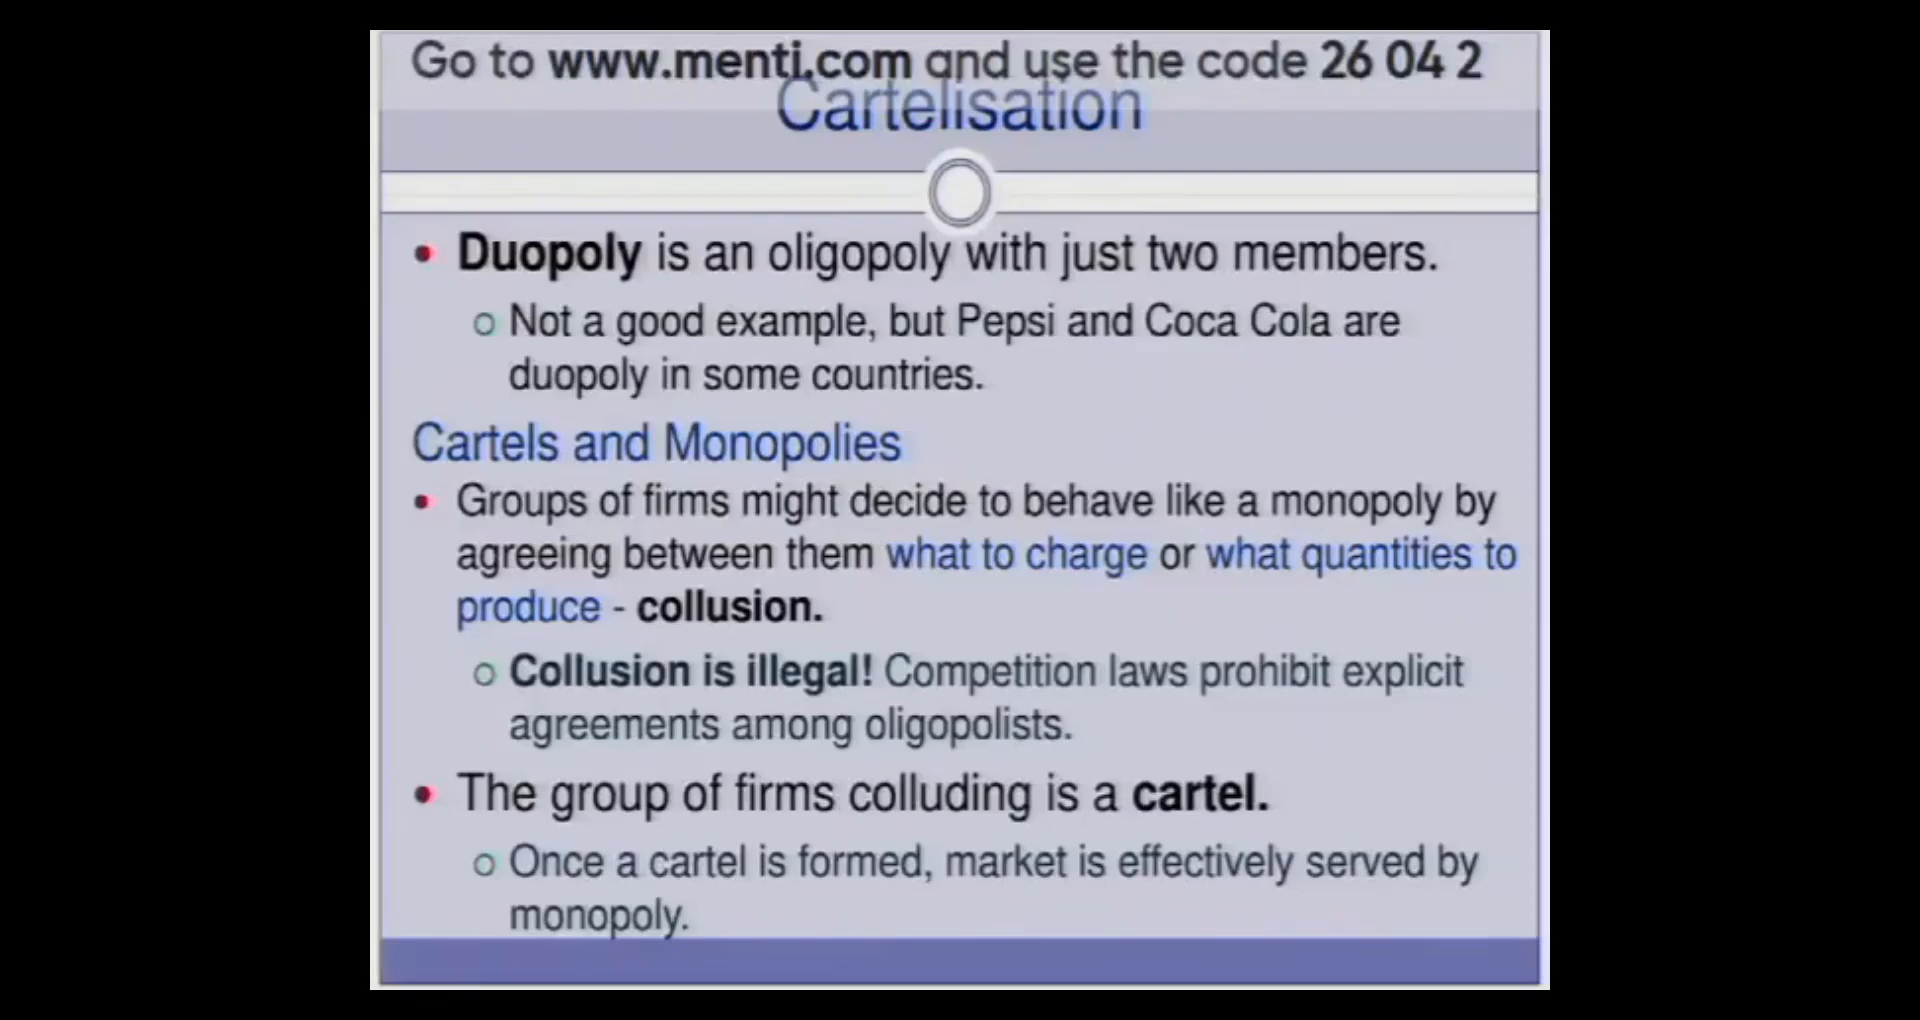 Go to www.menti.com and use the code 26 04 2
Cartelisation
• Duopoly is an oligopoly with just two members.
o Not a good example, but Pepsi and Coca Cola are
duopoly in some countries.
Cartels and Monopolies
• Groups of firms might decide to behave like a monopoly by
agreeing between them what to charge or what quantities to
produce - collusion.
o Collusion is illegal! Competition laws prohibit explicit
agreements among oligopolists.
• The group of firms colluding is a cartel.
o Once a cartel is formed, market is effectively served by
monopoly.